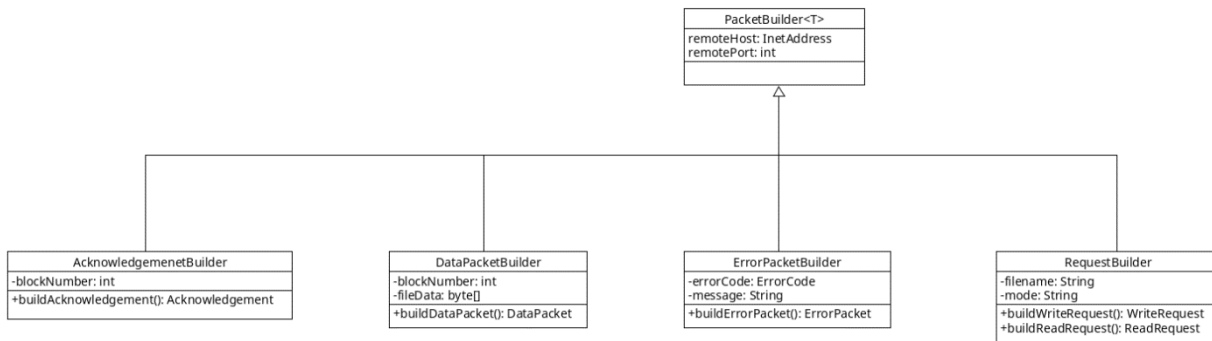 PacketBuilder<T>
remoteHost: InetAddress
remotePort: int
AcknowledgemenetBuilder
-blockNumber: int
+buildAcknowledgement(): Acknowledgement
DataPacketBuilder
-blockNumber: int
-fileData: byte[]
+buildDataPacket(): DataPacket
ErrorPacketBuilder
-errorCode: ErrorCode
-message: String
+buildErrorPacket(): ErrorPacket
RequestBuilder
-filename: String
-mode: String
+buildWriteRequest(): WriteRequest
+buildReadRequest(): ReadRequest